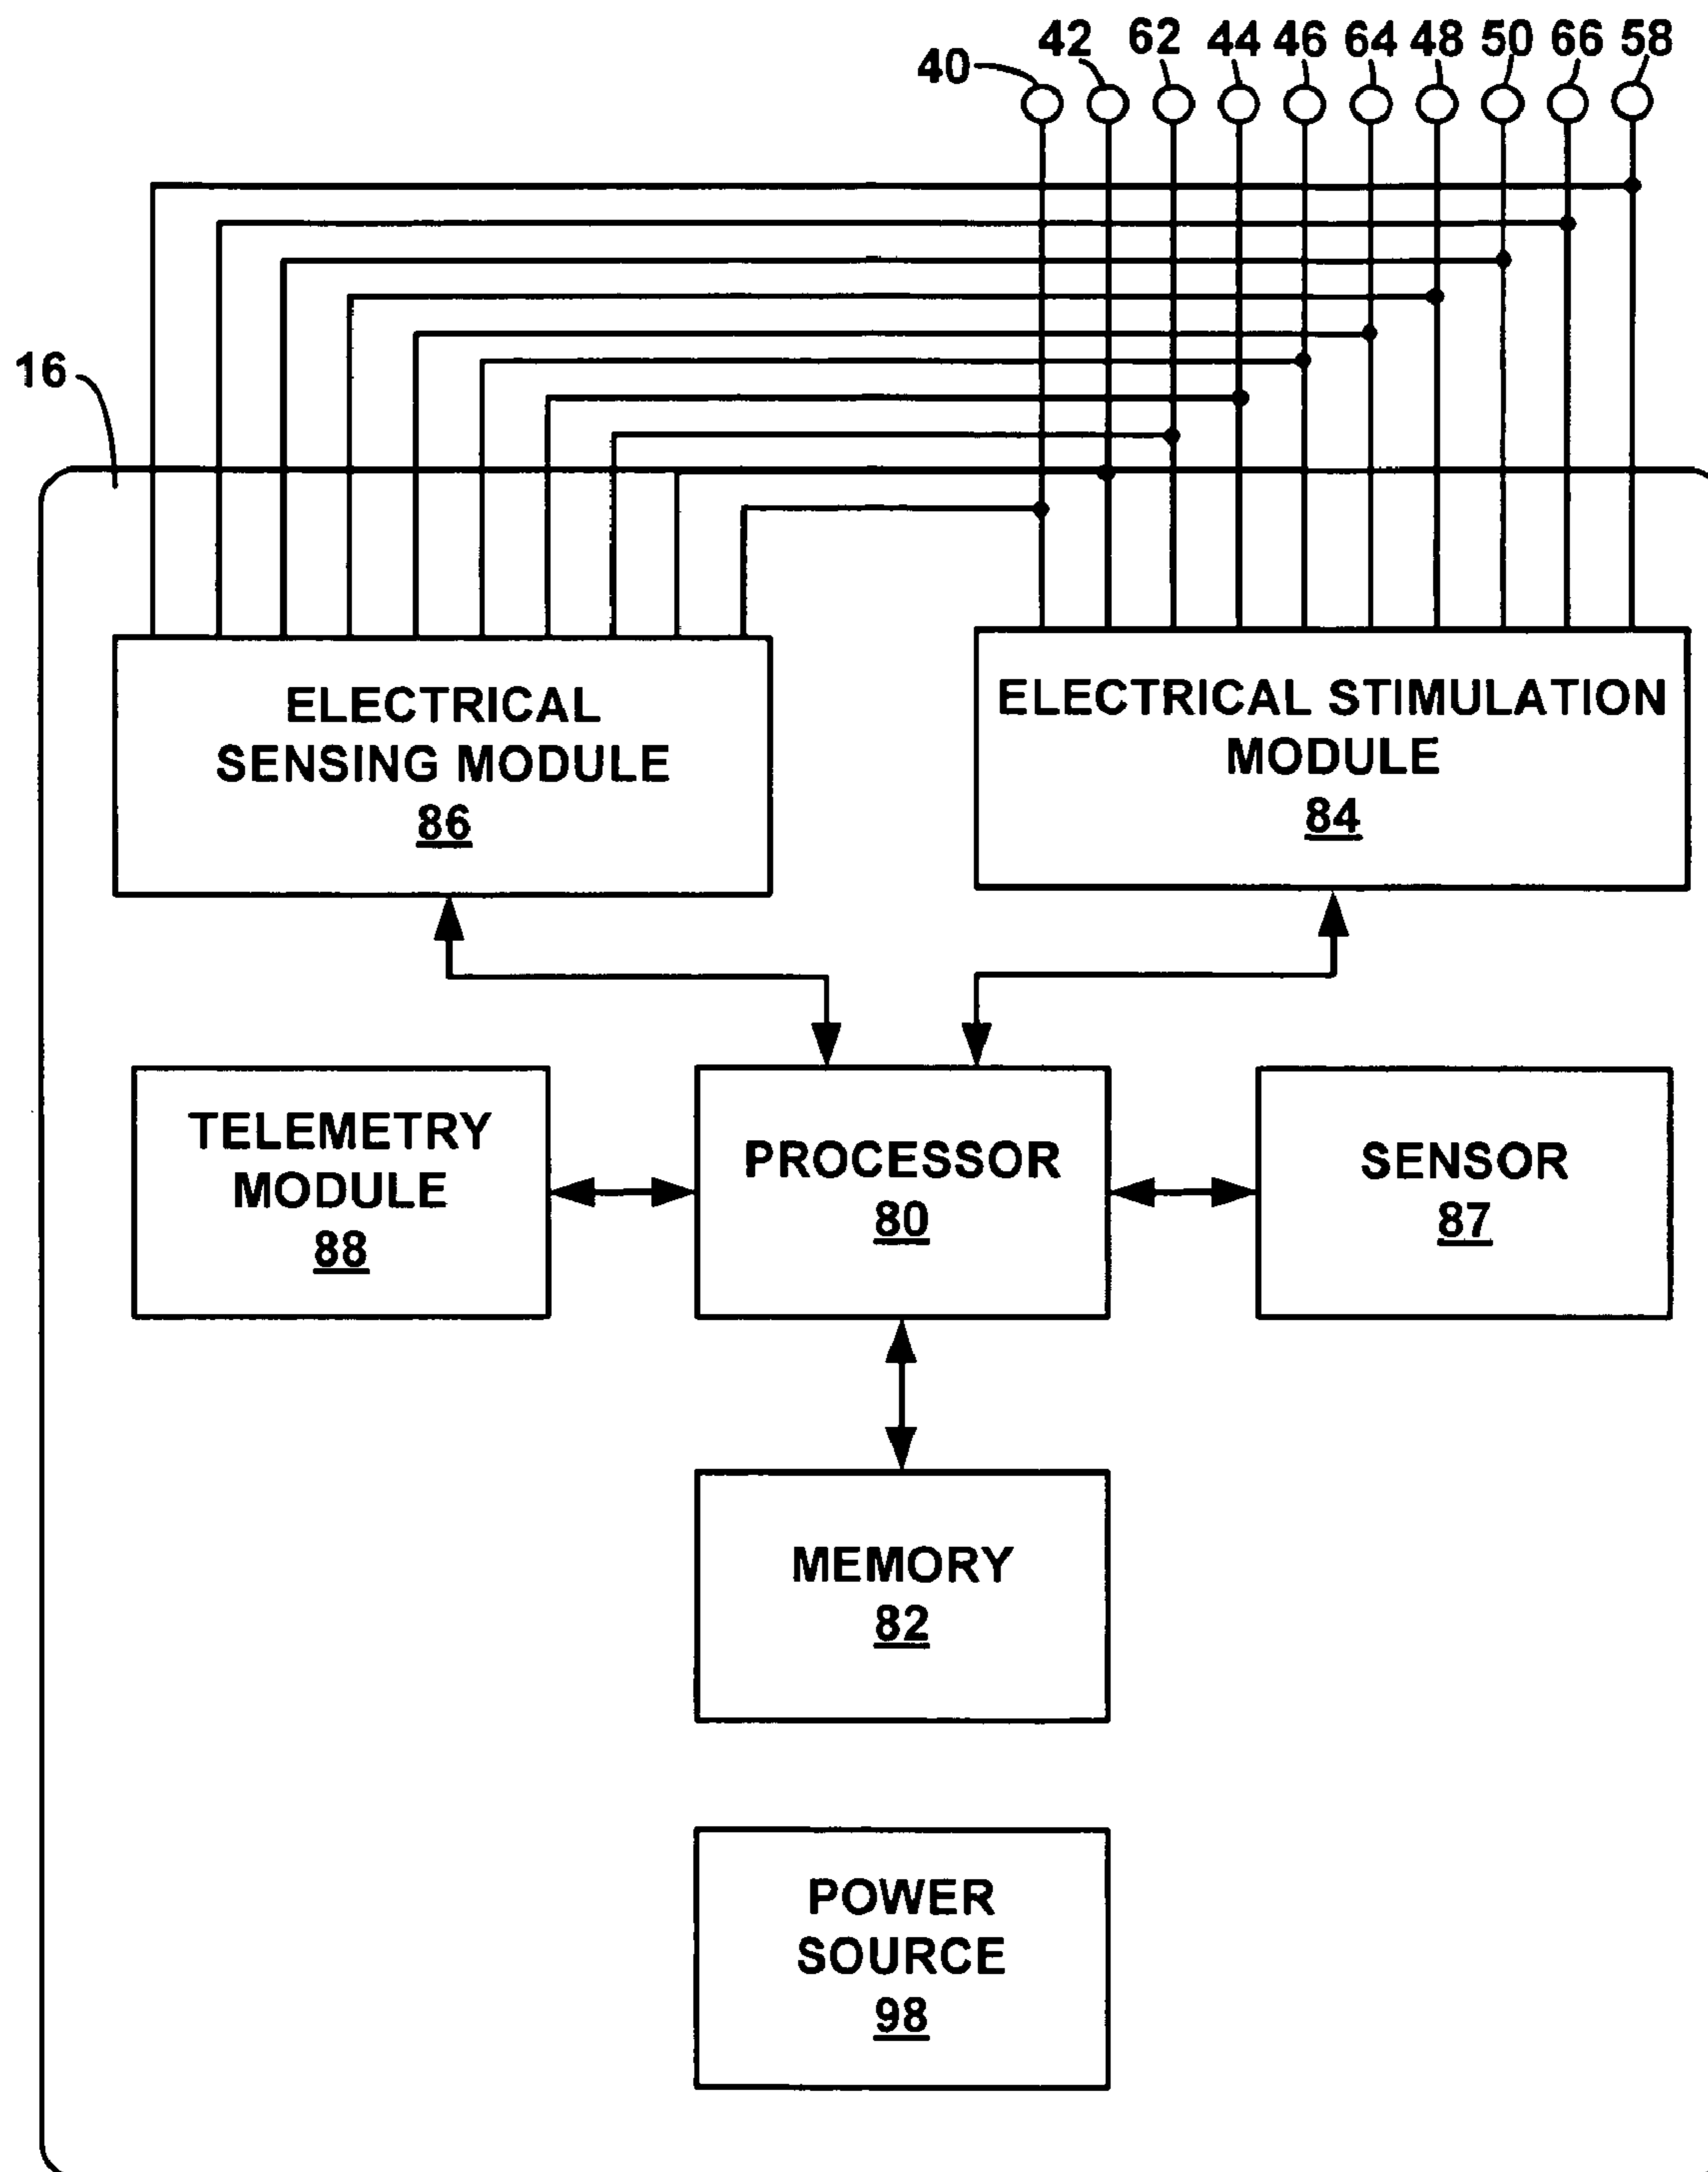 40 42 62 44 46 64 48 50 66 58
16
ELECTRICAL
SENSING MODULE
86
ELECTRICAL STIMULATION
MODULE
84
TELEMETRY
MODULE
88
PROCESSOR
80
SENSOR
87
MEMORY
82
POWER
SOURCE
98